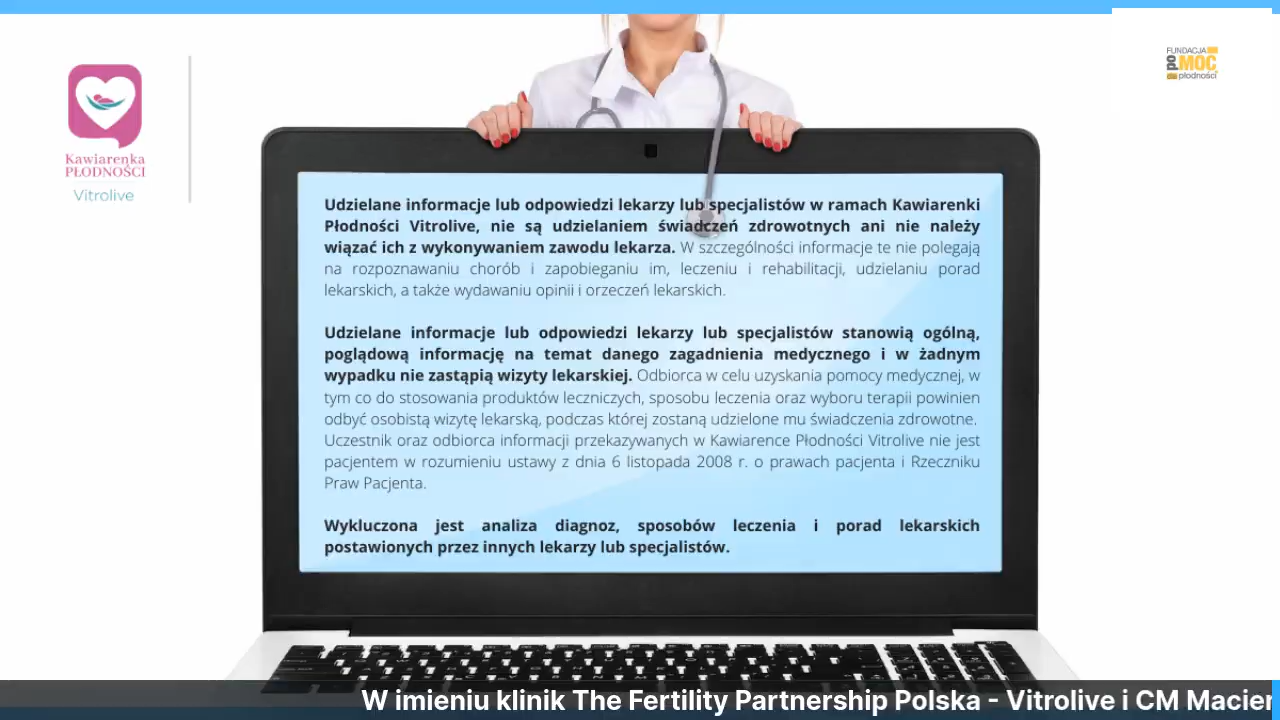 FUNDACJA
poMOC
płodności
Kawiarenka
PŁODNOŚCI
Vitrolive
Udzielane informacje lub odpowiedzi lekarzy lub specjalistów w ramach Kawiarenki
Płodności Vitrolive, nie są udzielaniem świadczeń zdrowotnych ani nie należy
wiązać ich z wykonywaniem zawodu lekarza. W szczególności informacje te nie polegają
na rozpoznawaniu chorób i zapobieganiu im, leczeniu i rehabilitacji, udzielaniu porad
lekarskich, a także wydawaniu opinii i orzeczeń lekarskich.
Udzielane informacje lub odpowiedzi lekarzy lub specjalistów stanowią ogólną,
poglądową informację na temat danego zagadnienia medycznego i w żadnym
wypadku nie zastąpią wizyty lekarskiej. Odbiorca w celu uzyskania pomocy medycznej, w
tym co do stosowania produktów leczniczych, sposobu leczenia oraz wyboru terapii powinien
odbyć osobistą wizytę lekarską, podczas której zostaną udzielone mu świadczenia zdrowotne.
Uczestnik oraz odbiorca informacji przekazywanych w Kawiarence Płodności Vitrolive nie jest
pacjentem w rozumieniu ustawy z dnia 6 listopada 2008 r. o prawach pacjenta i Rzeczniku
Praw Pacjenta.
Wykluczona jest analiza diagnoz, sposobów leczenia i porad lekarskich
postawionych przez innych lekarzy lub specjalistów.
W imieniu klinik The Fertility Partnership Polska - Vitrolive i CM Macier